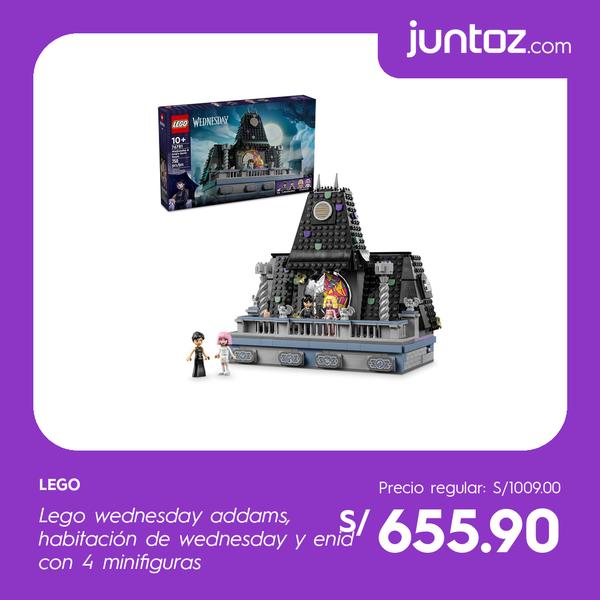 juntoz.com
LEGO
WEDNESDAY
10+
76781
LEGO
Precio regular: S/1009.00
Lego wednesday addams,
habitación de wednesday y enid
con 4 minifiguras
S/ 655.90